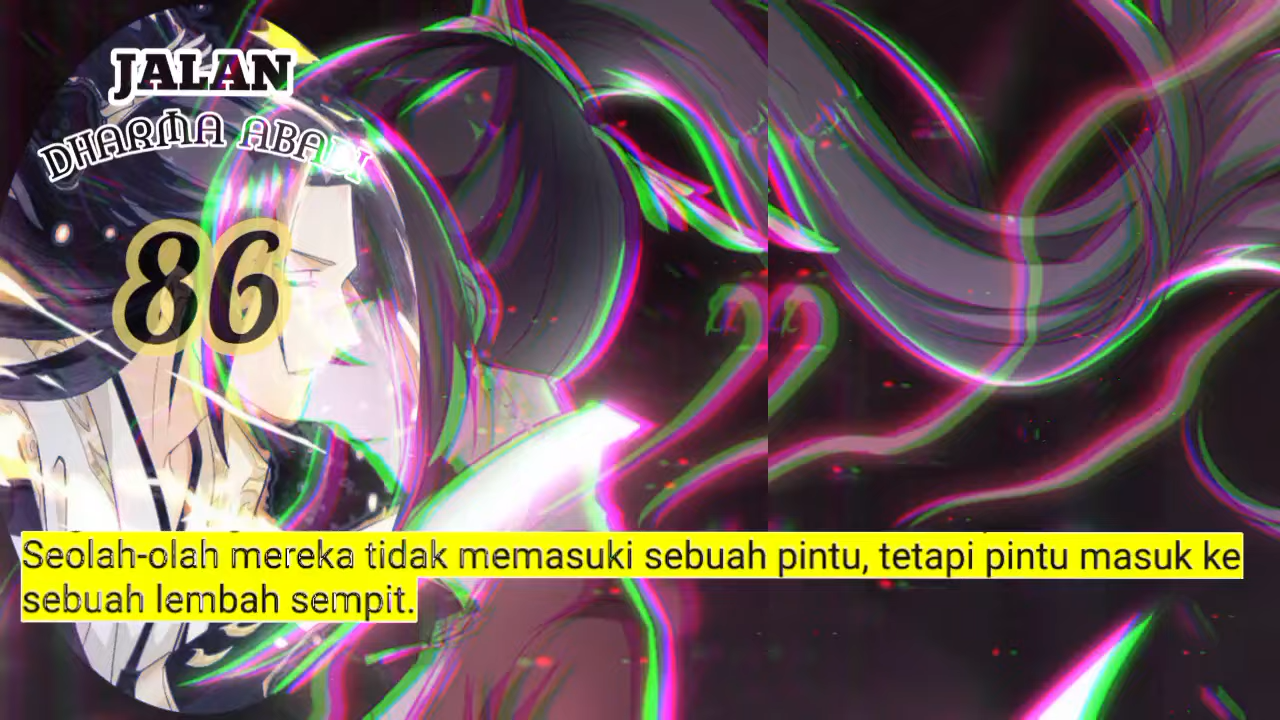 JALAN
DHARMA ABADI
86
Seolah-olah mereka tidak memasuki sebuah pintu, tetapi pintu masuk ke
sebuah lembah sempit.